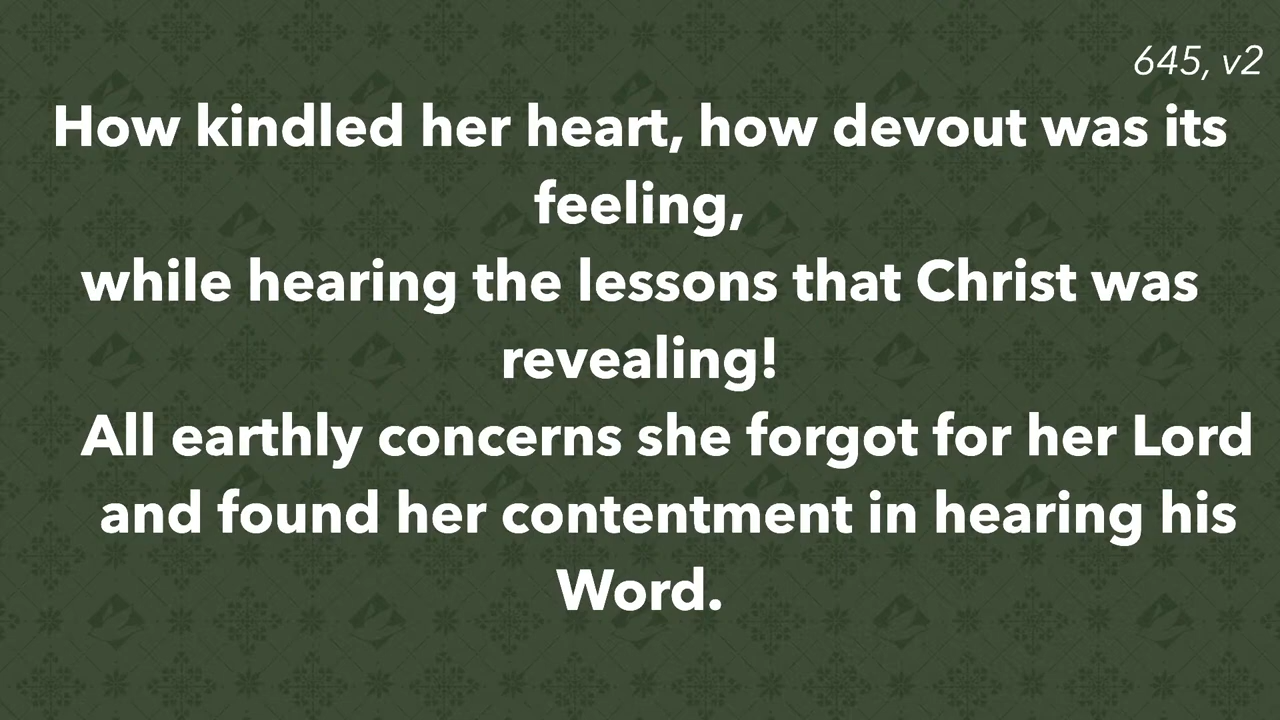 645, v2
How kindled her heart, how devout was its
feeling,
while hearing the lessons that Christ was
revealing!
All earthly concerns she forgot for her Lord
and found her contentment in hearing his
Word.